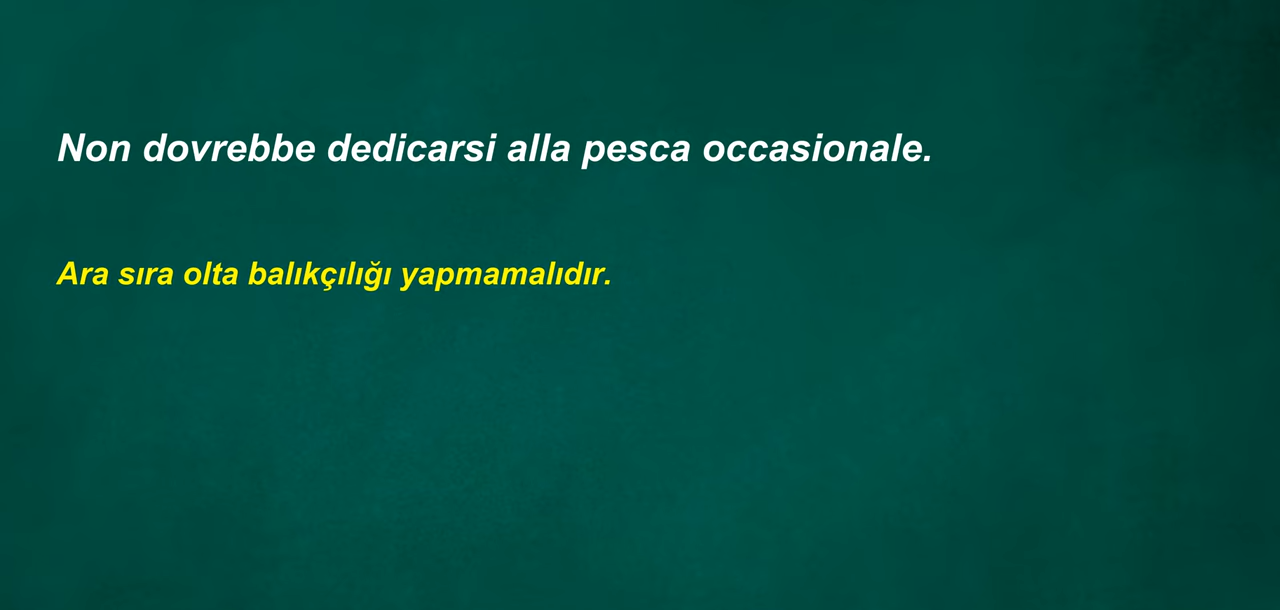 Non dovrebbe dedicarsi alla pesca occasionale.
Ara sıra olta balıkçılığı yapmamalıdır.